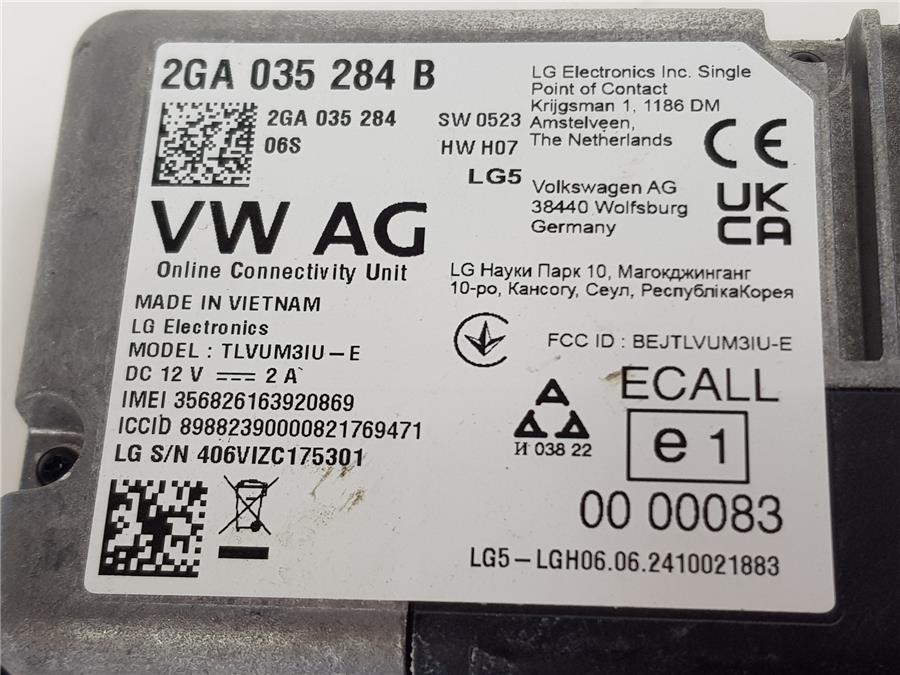 2GA 035 284 B
2GA 035 284
06S
SW 0523
HW H07
LG5
LG Electronics Inc. Single
Point of Contact
Krijgsman 1, 1186 DM
Amstelveen,
The Netherlands
CE
Volkswagen AG
38440 Wolfsburg
Germany
UK
CA
VW AG
Online Connectivity Unit
LG Науки Парк 10, Магокджинганг
10-ро, Кансогу, Сеул, РеспублікаКорея
MADE IN VIETNAM
LG Electronics
MODEL : TLVUM3IU-E
DC 12 V ⎓ 2 A
IMEI 356826163920869
ICCID 89882390000821769471
LG S/N 406VIZC175301
FCC ID : BEJTLVUM3IU-E
ECALL
e 1
И 038 22
00 00083
LG5-LGH06.06.2410021883